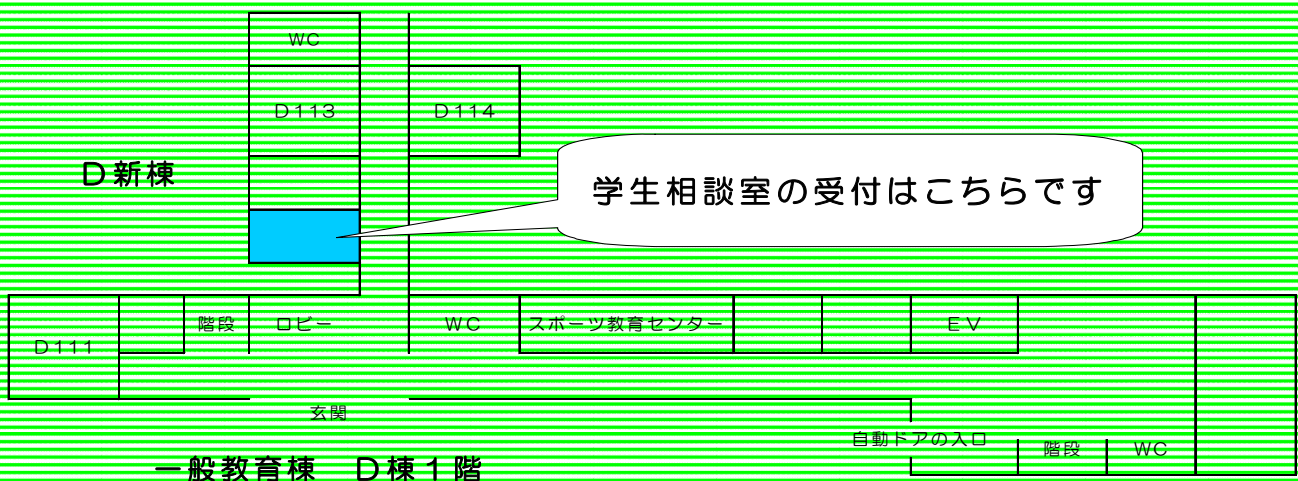 WC
D113
D114
D新棟
学生相談室の受付はこちらです
階段
ロビー
WC
スポーツ教育センター
EV
D111
玄関
自動ドアの入口
階段
WC
一般教育棟　D棟1階